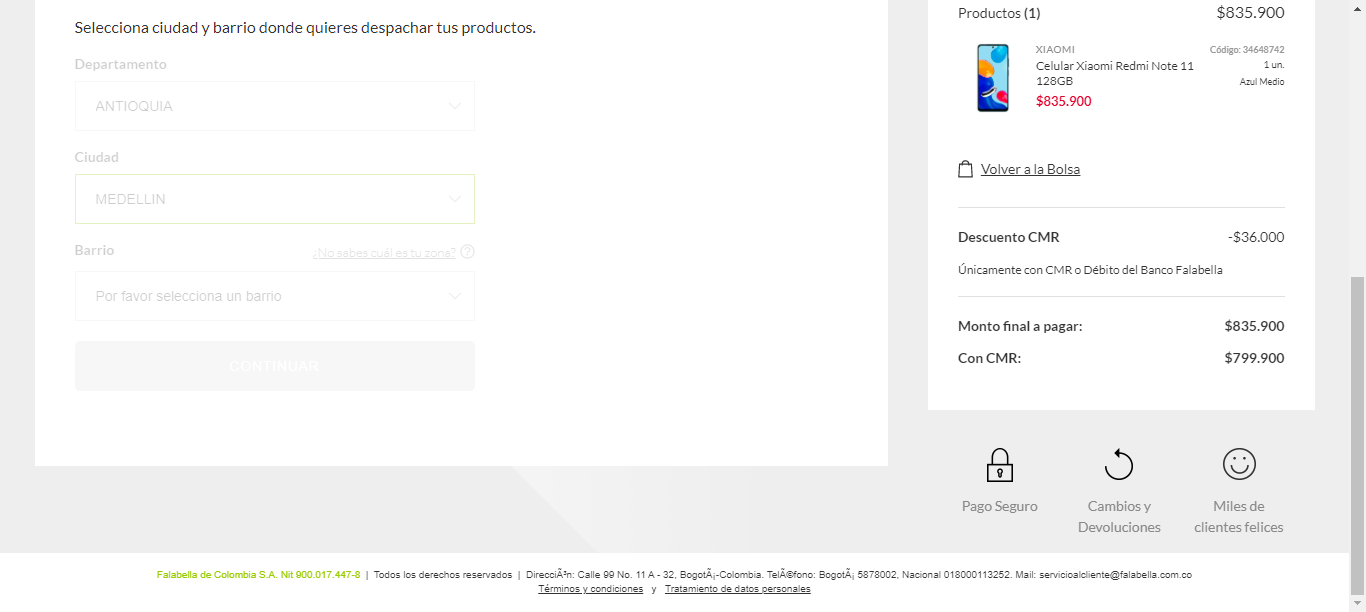 Selecciona ciudad y barrio donde quieres despachar tus productos.
Departamento
ANTIOQUIA
Ciudad
MEDELLIN
Barrio
¿No sabes cuál es tu zona? ?
Por favor selecciona un barrio
CONTINUAR
Productos (1) $835.900
XIAOMI Código: 34648742
Celular Xiaomi Redmi Note 11 1 un.
128GB Azul Medio
$835.900
Volver a la Bolsa
Descuento CMR -$36.000
Únicamente con CMR o Débito del Banco Falabella
Monto final a pagar: $835.900
Con CMR: $799.900
Pago Seguro
Cambios y
Devoluciones
Miles de
clientes felices
Falabella de Colombia S.A. Nit 900.017.447-8 | Todos los derechos reservados | DirecciÃ³n: Calle 99 No. 11 A - 32, BogotÃ¡-Colombia. TelÃ©fono: BogotÃ¡ 5878002, Nacional 018000113252. Mail: servicioalcliente@falabella.com.co
Términos y condiciones y Tratamiento de datos personales